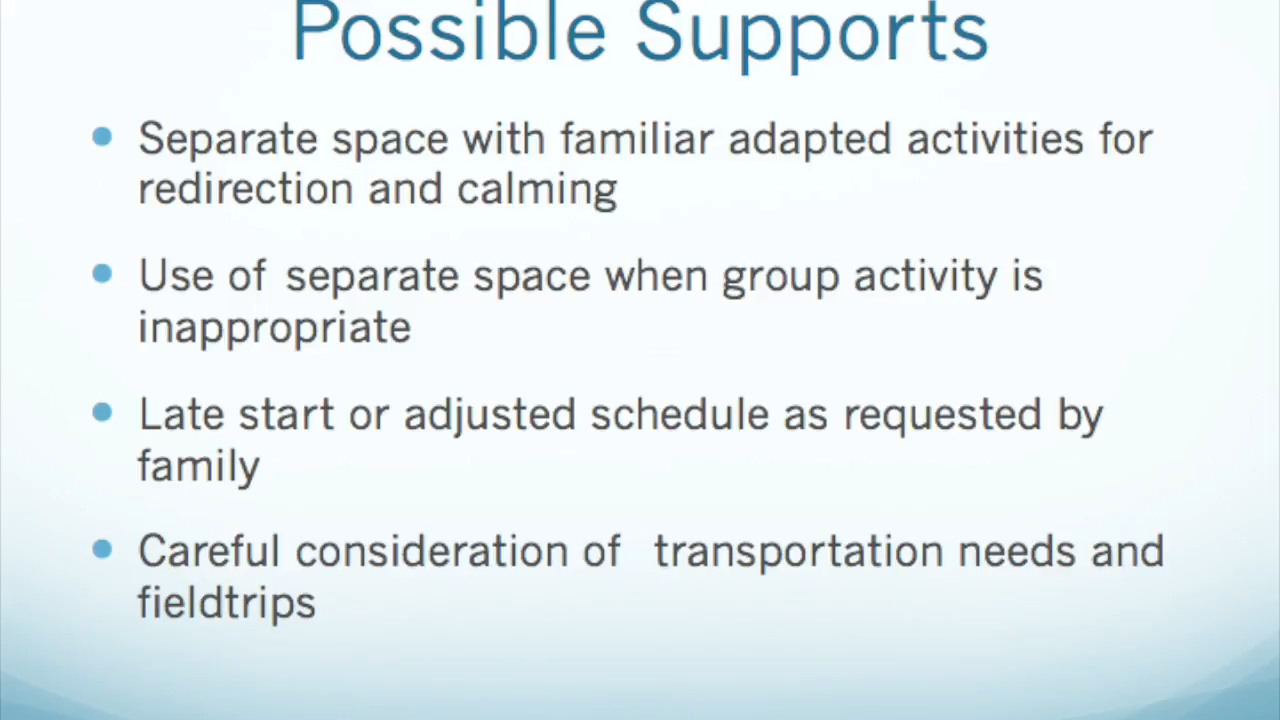 Possible Supports
Separate space with familiar adapted activities for
redirection and calming
Use of separate space when group activity is
inappropriate
Late start or adjusted schedule as requested by
family
Careful consideration of transportation needs and
fieldtrips